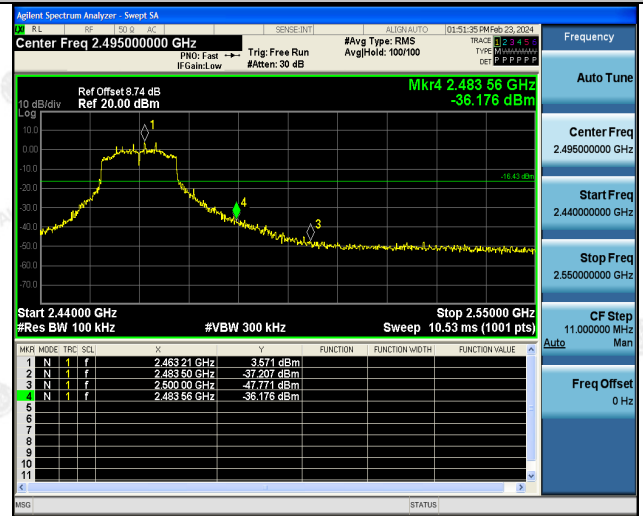 Agilent Spectrum Analyzer - Swept SA
RL RF 50 Ω AC SENSE:INT ALIGNAUTO 01:51:35 PM Feb 23, 2024
Center Freq 2.495000000 GHz
PNO: Fast
IFGain:Low
Trig: Free Run
#Atten: 30 dB
#Avg Type: RMS
Avg|Hold: 100/100
TRACE 1 2 3 4 5 6
TYPE M
DET P P P P P P
Ref Offset 8.74 dB
10 dB/div Ref 20.00 dBm
Log
Mkr4 2.483 56 GHz
-36.176 dBm
10.0
0.00
-10.0
-20.0
-30.0
-40.0
-50.0
-60.0
-70.0
1
4
3
-16.43 dBm
Start 2.44000 GHz Stop 2.55000 GHz
#Res BW 100 kHz #VBW 300 kHz Sweep 10.53 ms (1001 pts)
MKR MODE TRC SCL X Y FUNCTION FUNCTION WIDTH FUNCTION VALUE
1 N 1 f 2.463 21 GHz 3.571 dBm
2 N 1 f 2.483 50 GHz -37.207 dBm
3 N 1 f 2.500 00 GHz -47.771 dBm
4 N 1 f 2.483 56 GHz -36.176 dBm
5
6
7
8
9
10
11
MSG STATUS
Frequency
Auto Tune
Center Freq
2.495000000 GHz
Start Freq
2.440000000 GHz
Stop Freq
2.550000000 GHz
CF Step
11.000000 MHz
Auto Man
Freq Offset
0 Hz